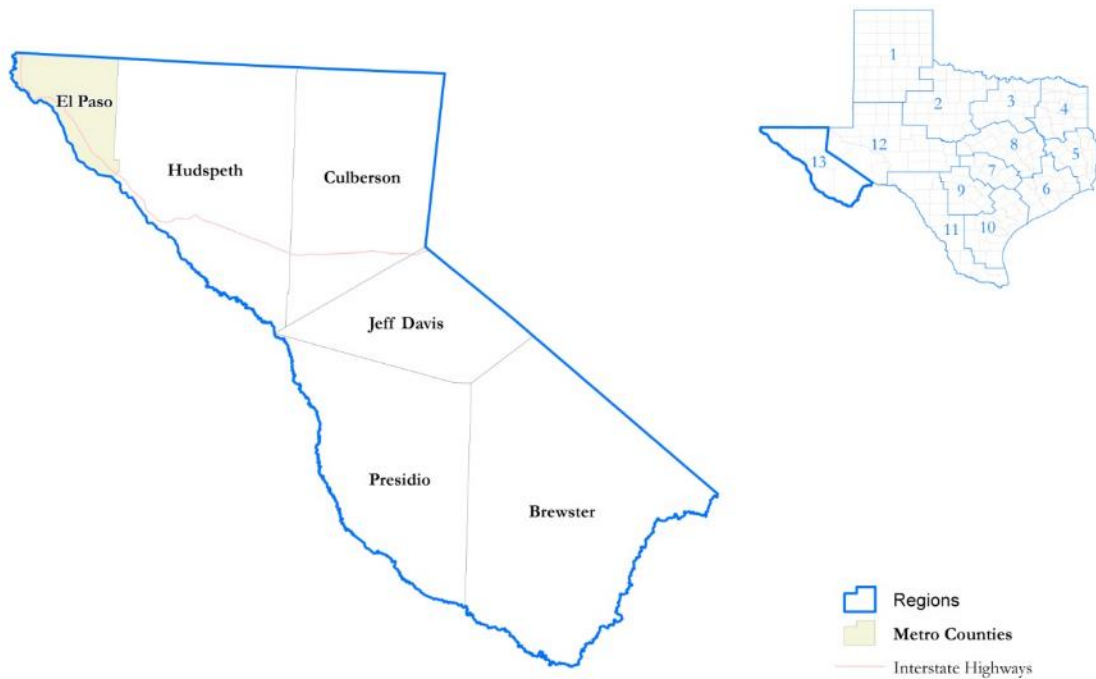 El Paso
Hudspeth
Culberson
Jeff Davis
Presidio
Brewster
1
2
3
4
12
8
5
13
7
9
6
11
10
Regions
Metro Counties
Interstate Highways